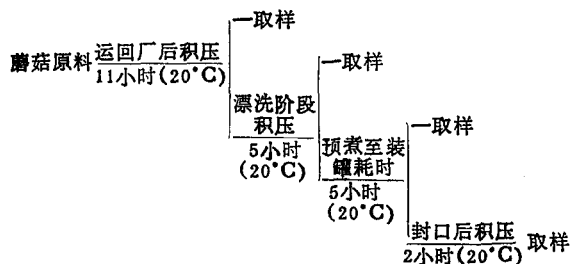 一取样
蘑菇原料 运回厂后积压
11小时(20°C)
一取样
漂洗阶段
积压
5小时
(20°C)
一取样
预煮至装
罐耗时
5小时
(20°C)
封口后积压 取样
2小时(20°C)